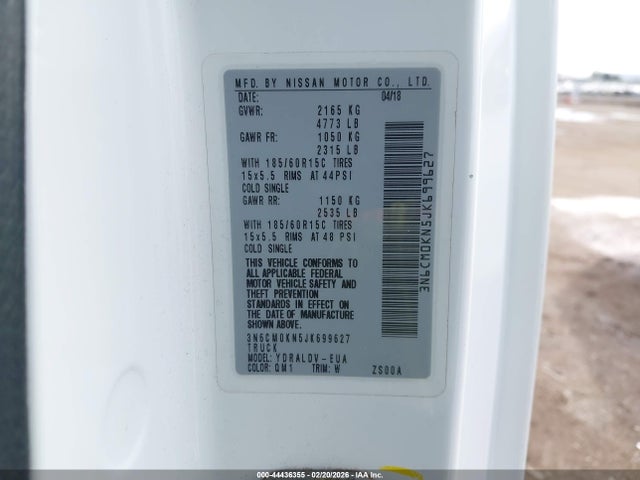 MFD. BY NISSAN MOTOR CO., LTD.
DATE: 04/18
GVWR: 2165 KG
4773 LB
GAWR FR: 1050 KG
2315 LB
WITH 185/60R15C TIRES
15x5.5 RIMS AT 44PSI
COLD SINGLE
GAWR RR: 1150 KG
2535 LB
WITH 185/60R15C TIRES
15x5.5 RIMS AT 48 PSI
COLD SINGLE
THIS VEHICLE CONFORMS TO
ALL APPLICABLE FEDERAL
MOTOR VEHICLE SAFETY AND
THEFT PREVENTION
STANDARDS IN EFFECT ON
THE DATE OF MANUFACTURE
SHOWN ABOVE.
3N6CM0KN5JK699627
TRUCK
MODEL: YDRALDV-EUA
COLOR: QM1 TRIM: W ZS00A
3N6CM0KN5JK699627
000-44436355 - 02/20/2026 - IAAI.COM